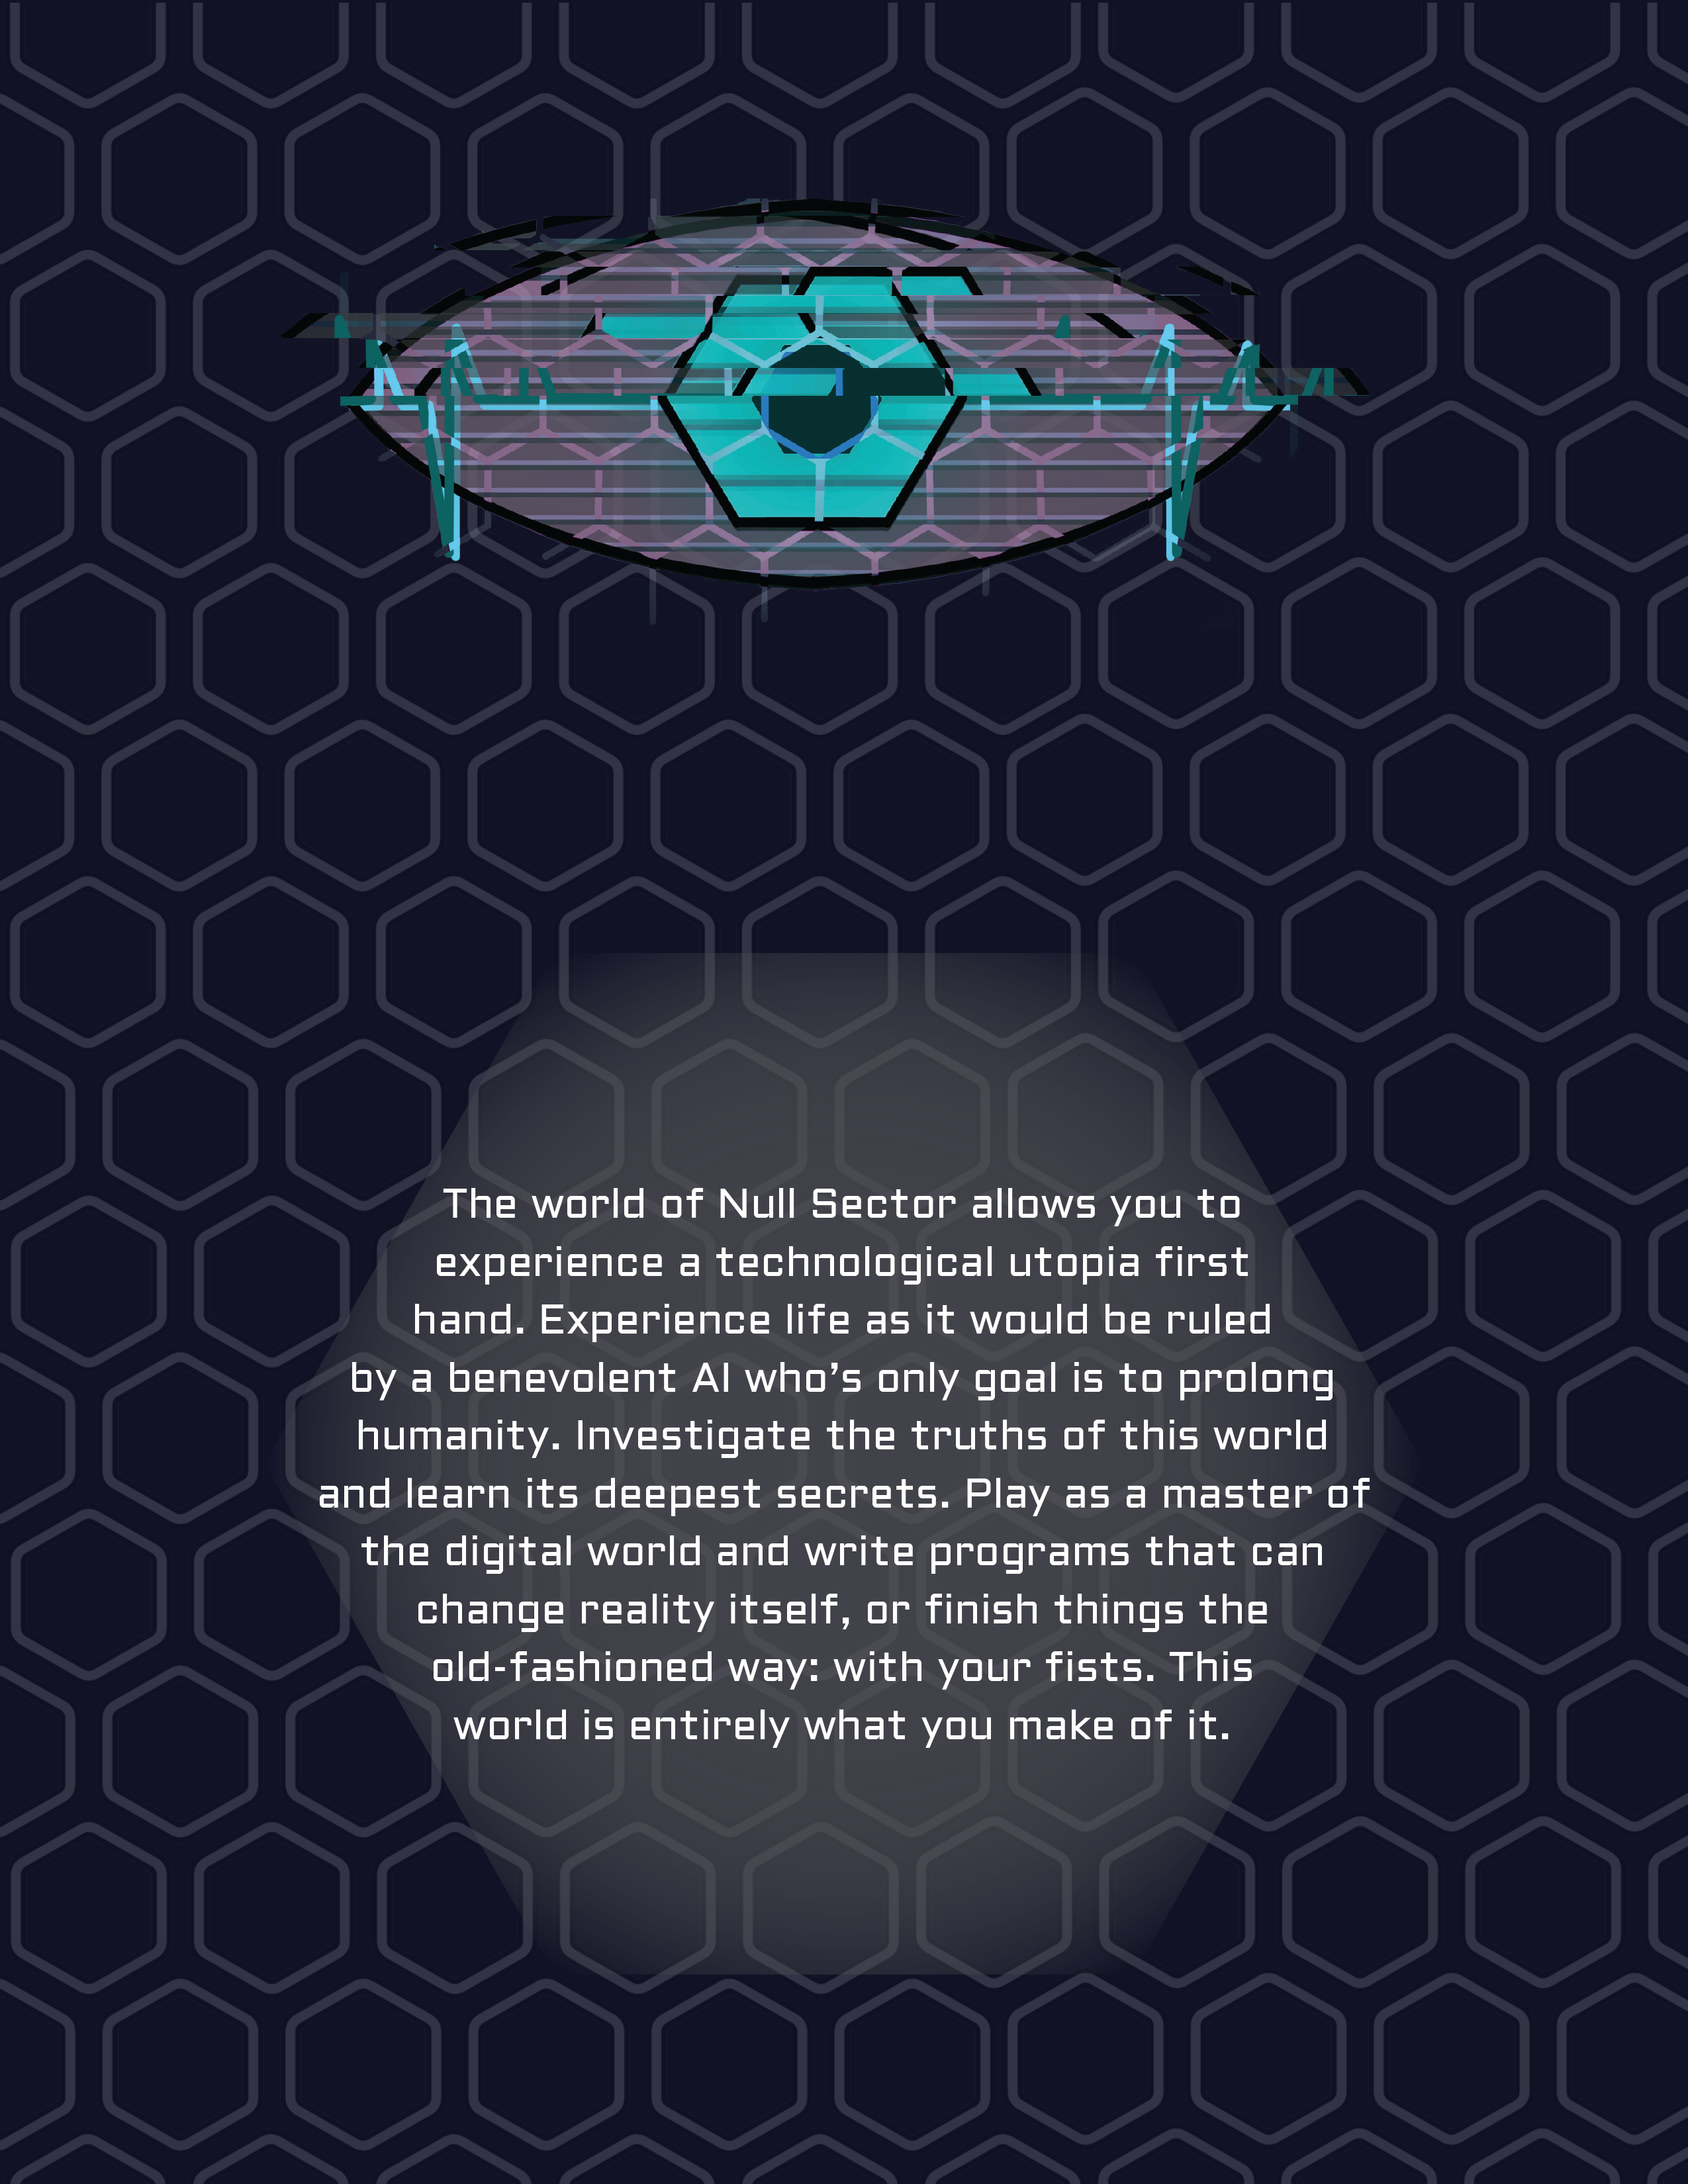 The world of Null Sector allows you to
experience a technological utopia first
hand. Experience life as it would be ruled
by a benevolent AI who’s only goal is to prolong
humanity. Investigate the truths of this world
and learn its deepest secrets. Play as a master of
the digital world and write programs that can
change reality itself, or finish things the
old-fashioned way: with your fists. This
world is entirely what you make of it.